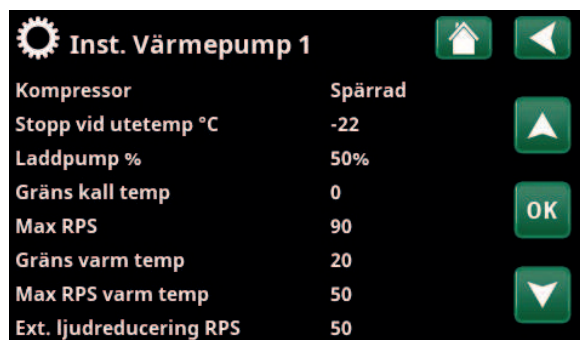 Inst. Värmepump 1
Kompressor Spärrad
Stopp vid utetemp °C -22
Laddpump % 50%
Gräns kall temp 0
Max RPS 90
Gräns varm temp 20
Max RPS varm temp 50
Ext. ljudreducering RPS 50
OK